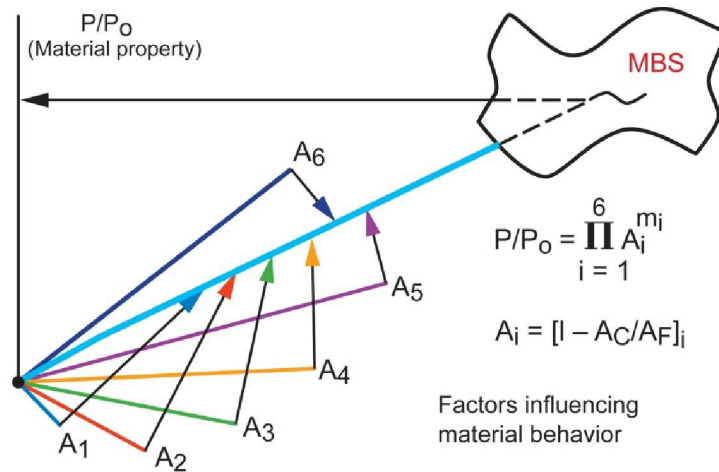 P/Po
(Material property)
MBS
A6
A5
A4
A3
A2
A1
P/Po = 6 Π i = 1 Ai^mi
Ai = [I – AC/AF]i
Factors influencing
material behavior